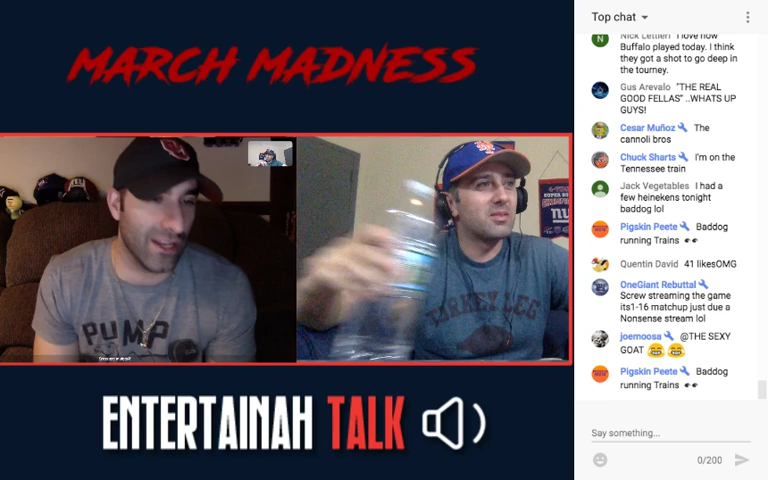 MARCH MADNESS
PUMP
TURKEY LEG
NY
ENTERTAINAH TALK
Top chat
Nick Lettieri I love how
Buffalo played today. I think
they got a shot to go deep in
the tourney.
Gus Arevalo "THE REAL
GOOD FELLAS" ..WHATS UP
GUYS!
Cesar Muñoz The
cannoli bros
Chuck Sharts I'm on the
Tennessee train
Jack Vegetables I had a
few heinekens tonight
baddog lol
Pigskin Peete Baddog
running Trains
Quentin David 41 likesOMG
OneGiant Rebuttal
Screw streaming the game
its1-16 matchup just due a
Nonsense stream lol
joemoosa @THE SEXY
GOAT 😂 😂
Pigskin Peete Baddog
running Trains
Say something...
0/200